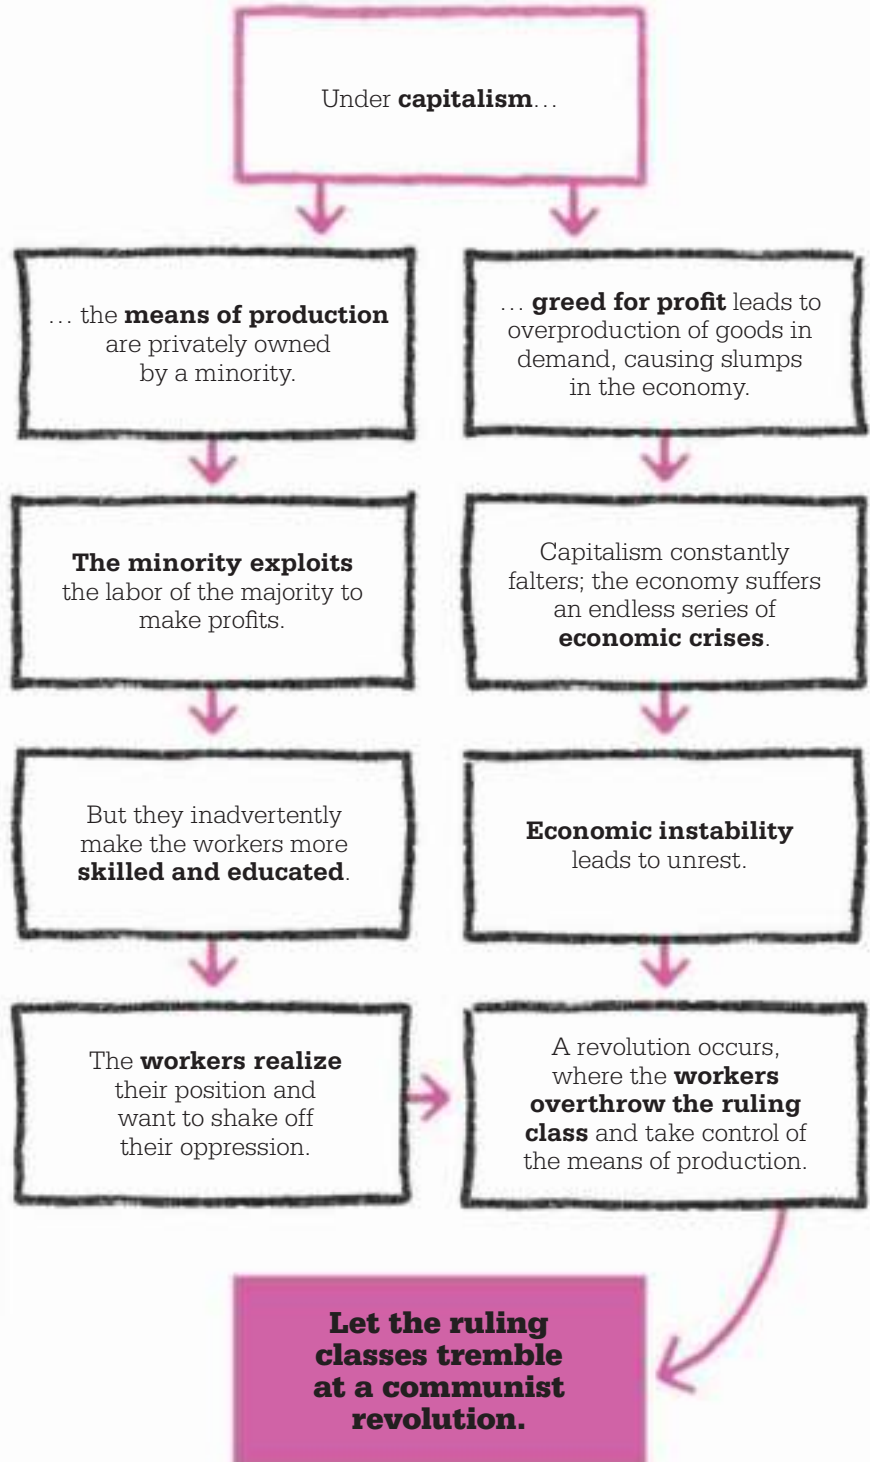 Under capitalism…
… the means of production
are privately owned
by a minority.
… greed for profit leads to
overproduction of goods in
demand, causing slumps
in the economy.
The minority exploits
the labor of the majority to
make profits.
Capitalism constantly
falters; the economy suffers
an endless series of
economic crises.
But they inadvertently
make the workers more
skilled and educated.
Economic instability
leads to unrest.
The workers realize
their position and
want to shake off
their oppression.
A revolution occurs,
where the workers
overthrow the ruling
class and take control of
the means of production.
Let the ruling
classes tremble
at a communist
revolution.